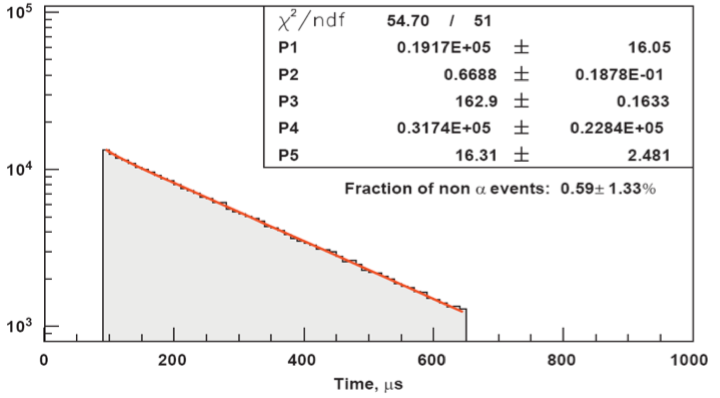 10⁵
χ²/ndf 54.70 / 51
P1 0.1917E+05 ± 16.05
P2 0.6688 ± 0.1878E-01
P3 162.9 ± 0.1633
P4 0.3174E+05 ± 0.2284E+05
P5 16.31 ± 2.481
10⁴
Fraction of non α events: 0.59± 1.33%
10³
0 200 400 600 800 1000
Time, μs